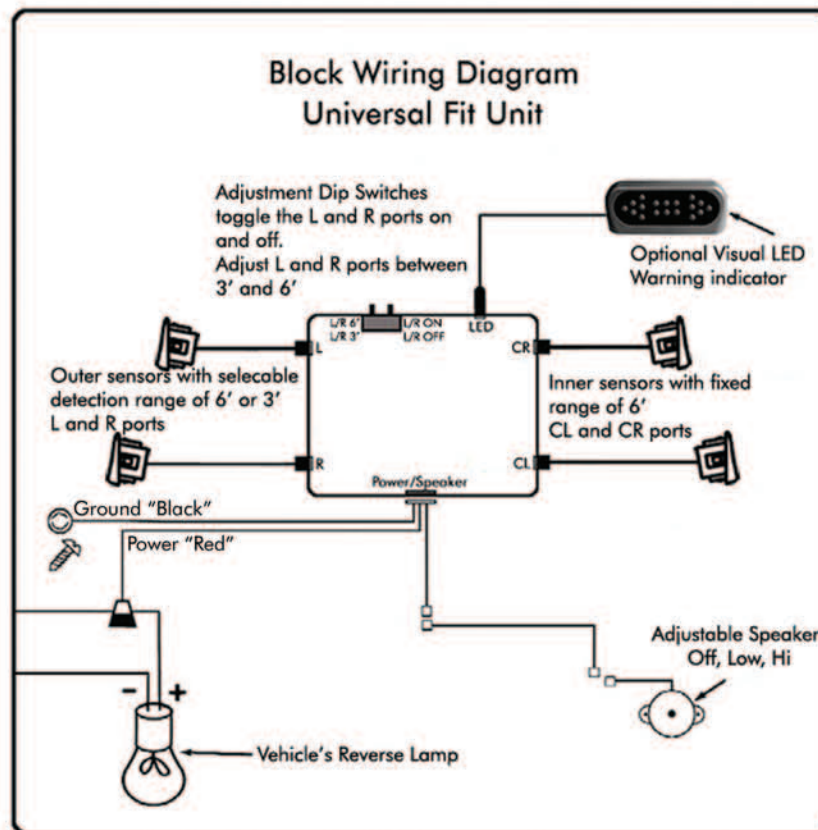 Block Wiring Diagram
Universal Fit Unit
Adjustment Dip Switches
toggle the L and R ports on
and off.
Adjust L and R ports between
3' and 6'
Optional Visual LED
Warning indicator
L/R 6'
L/R 3'
L/R ON
L/R OFF
LED
L
CR
Outer sensors with selecable
detection range of 6' or 3'
L and R ports
Inner sensors with fixed
range of 6'
CL and CR ports
R
CL
Power/Speaker
Ground "Black"
Power "Red"
Adjustable Speaker
Off, Low, Hi
- +
Vehicle's Reverse Lamp